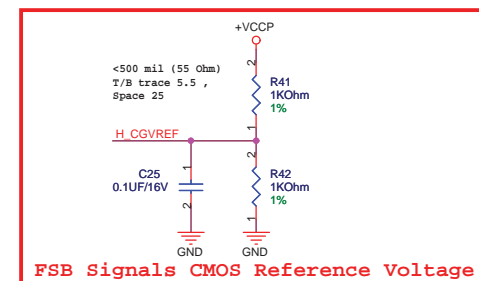 +VCCP
<500 mil (55 Ohm)
T/B trace 5.5 ,
Space 25
2
R41
1KOhm
1%
1
H_CGVREF
C25
0.1UF/16V
1
2
2
R42
1KOhm
1%
1
GND
GND
FSB Signals CMOS Reference Voltage